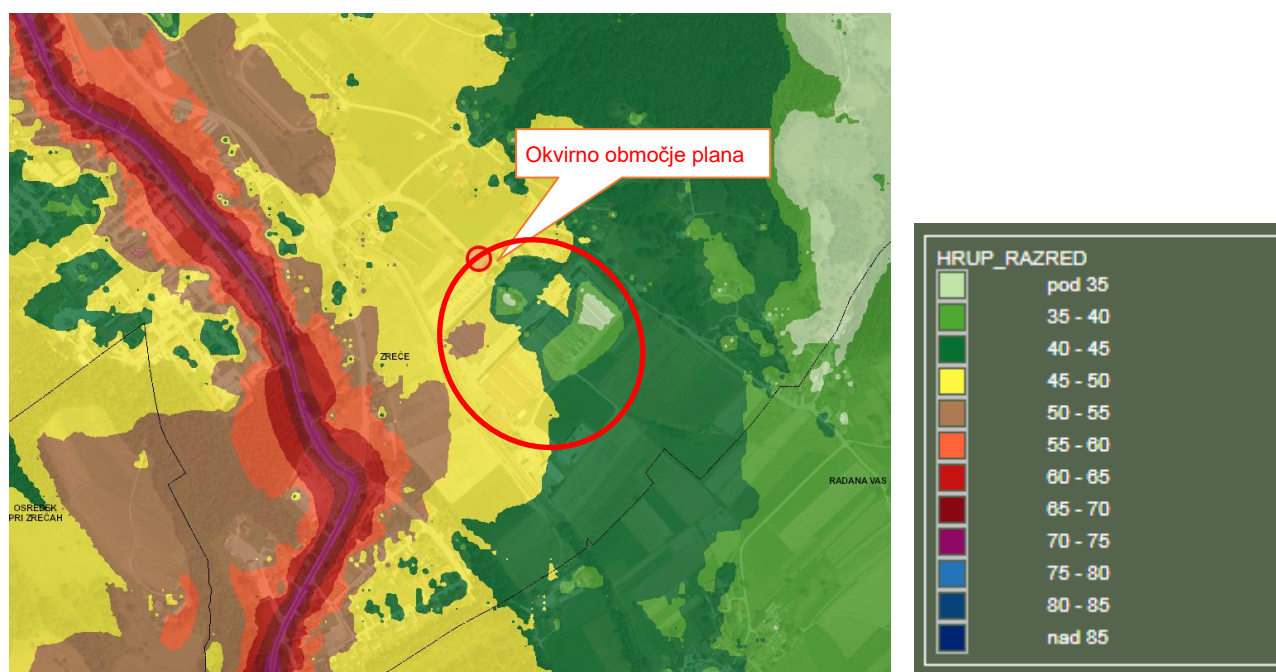 Okvirno območje plana
ZREČE
RADANA VAS
OSREDEK
PRI ZREČAH
HRUP_RAZRED
pod 35
35 - 40
40 - 45
45 - 50
50 - 55
55 - 60
60 - 65
65 - 70
70 - 75
75 - 80
80 - 85
nad 85